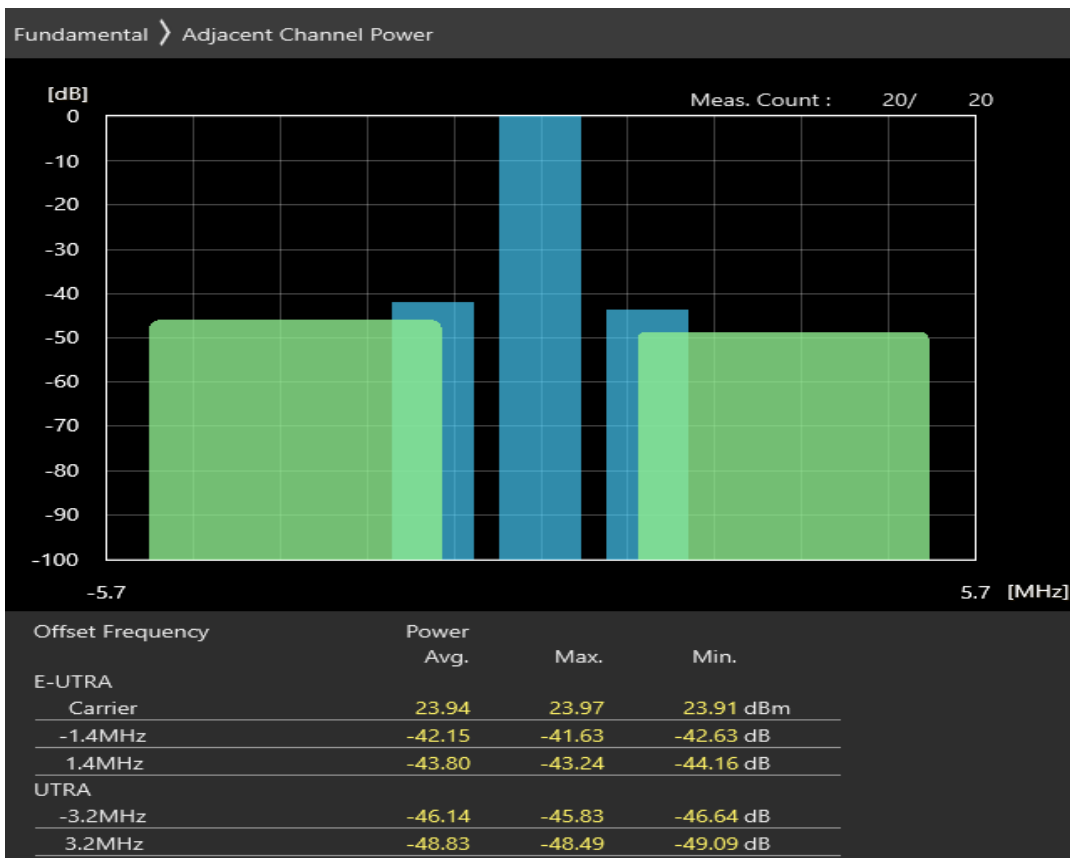 Fundamental 〉 Adjacent Channel Power
[dB]
Meas. Count : 20/ 20
0
-10
-20
-30
-40
-50
-60
-70
-80
-90
-100
-5.7 5.7 [MHz]
Offset Frequency Power
Avg. Max. Min.
E-UTRA
Carrier 23.94 23.97 23.91 dBm
-1.4MHz -42.15 -41.63 -42.63 dB
1.4MHz -43.80 -43.24 -44.16 dB
UTRA
-3.2MHz -46.14 -45.83 -46.64 dB
3.2MHz -48.83 -48.49 -49.09 dB